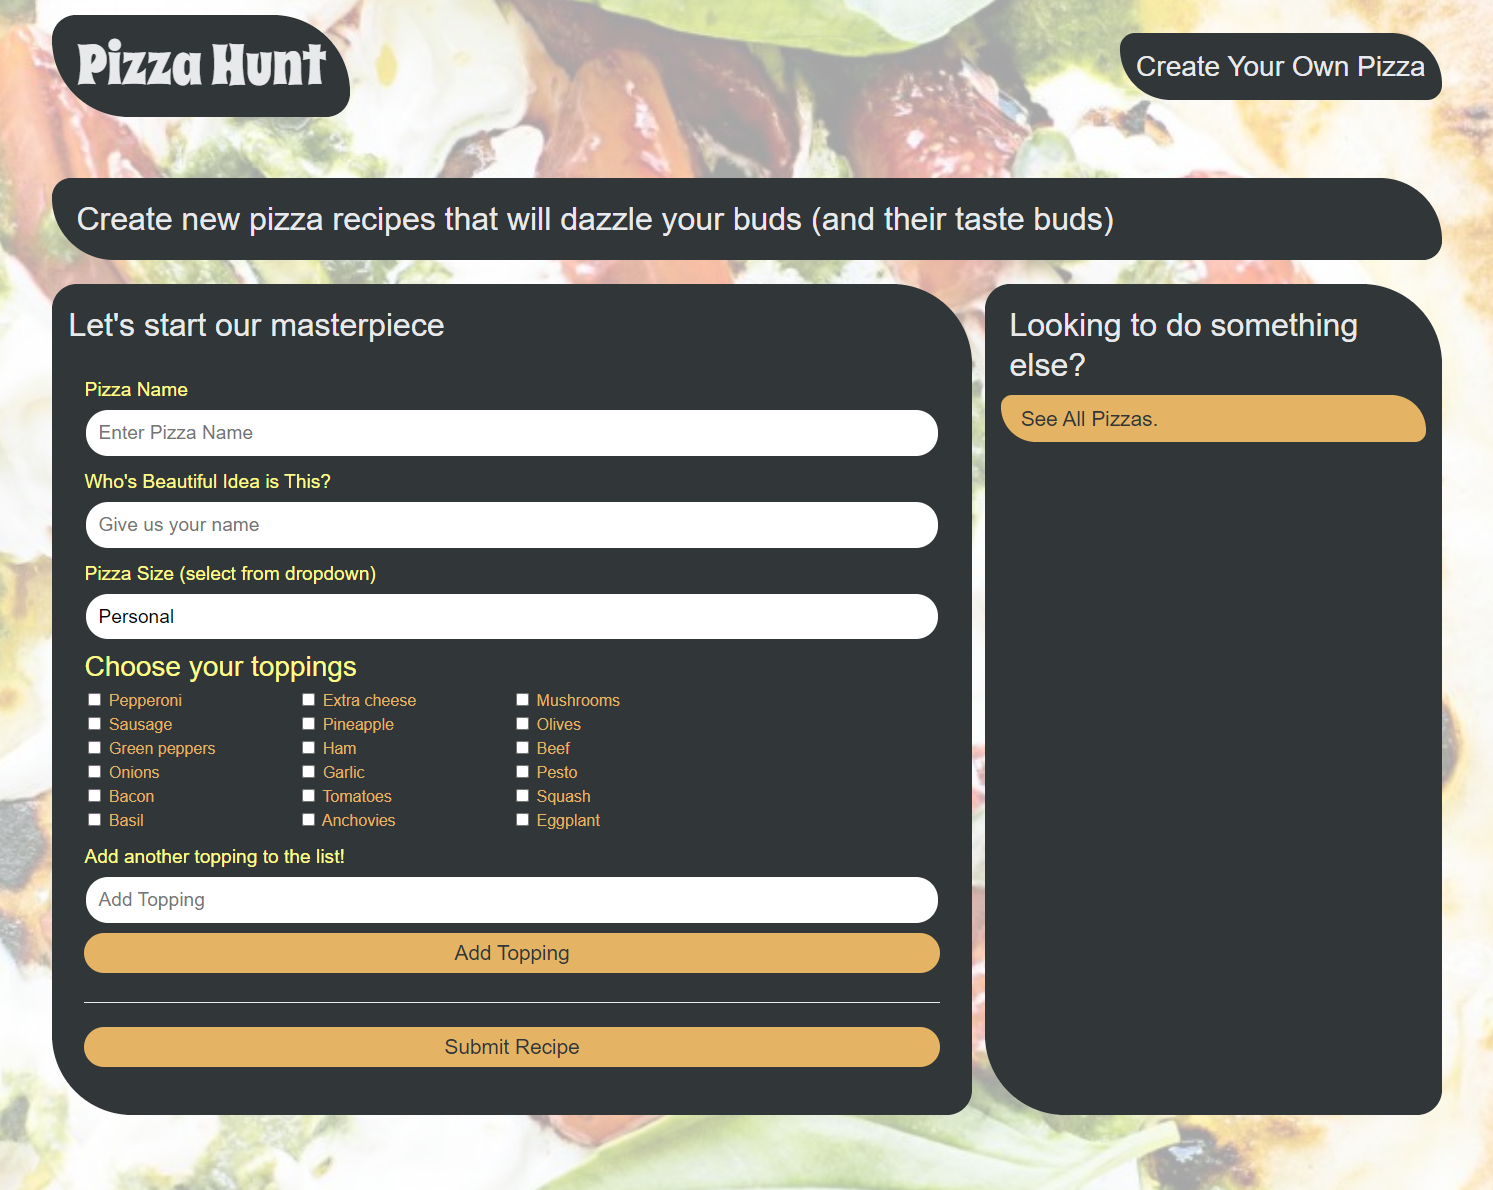 Pizza Hunt
Create Your Own Pizza
Create new pizza recipes that will dazzle your buds (and their taste buds)
Let's start our masterpiece
Pizza Name
Enter Pizza Name
Who's Beautiful Idea is This?
Give us your name
Pizza Size (select from dropdown)
Personal
Choose your toppings
Pepperoni
Extra cheese
Mushrooms
Sausage
Pineapple
Olives
Green peppers
Ham
Beef
Onions
Garlic
Pesto
Bacon
Tomatoes
Squash
Basil
Anchovies
Eggplant
Add another topping to the list!
Add Topping
Add Topping
Submit Recipe
Looking to do something
else?
See All Pizzas.